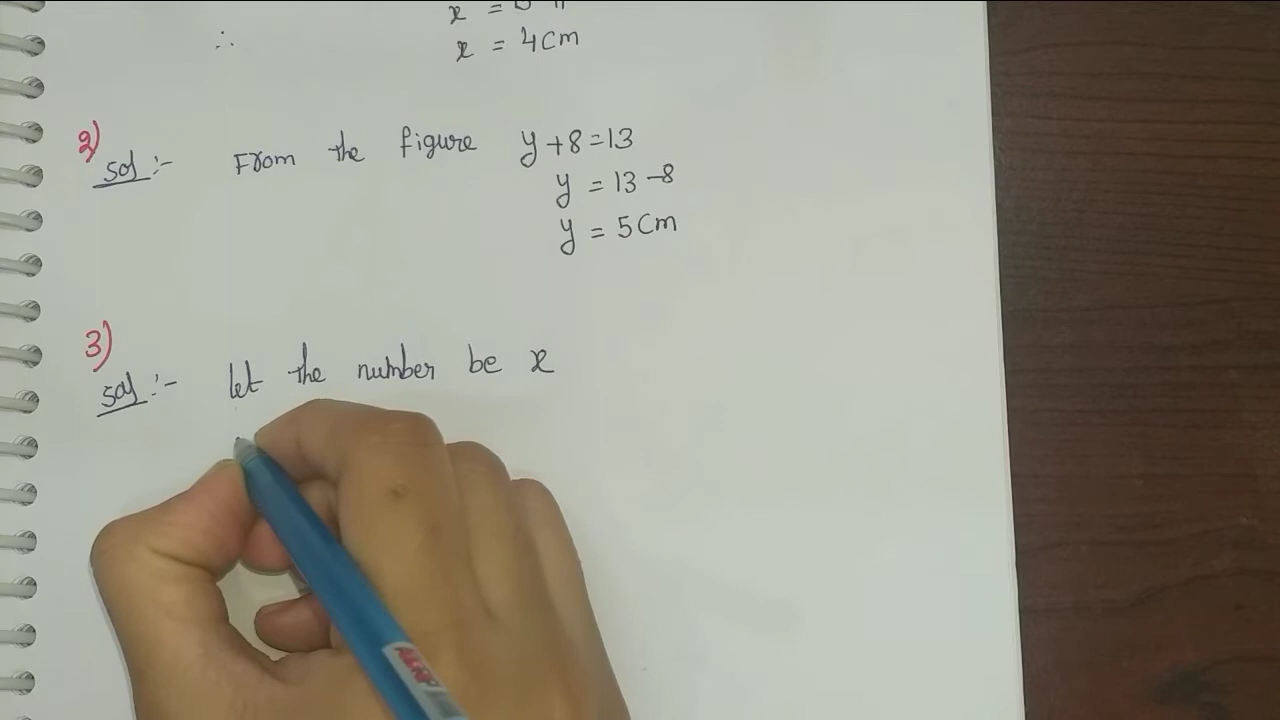 ∴ x = 4cm
2)
Sol :- From the figure y + 8 = 13
y = 13 - 8
y = 5cm
3)
Sol :- let the number be x